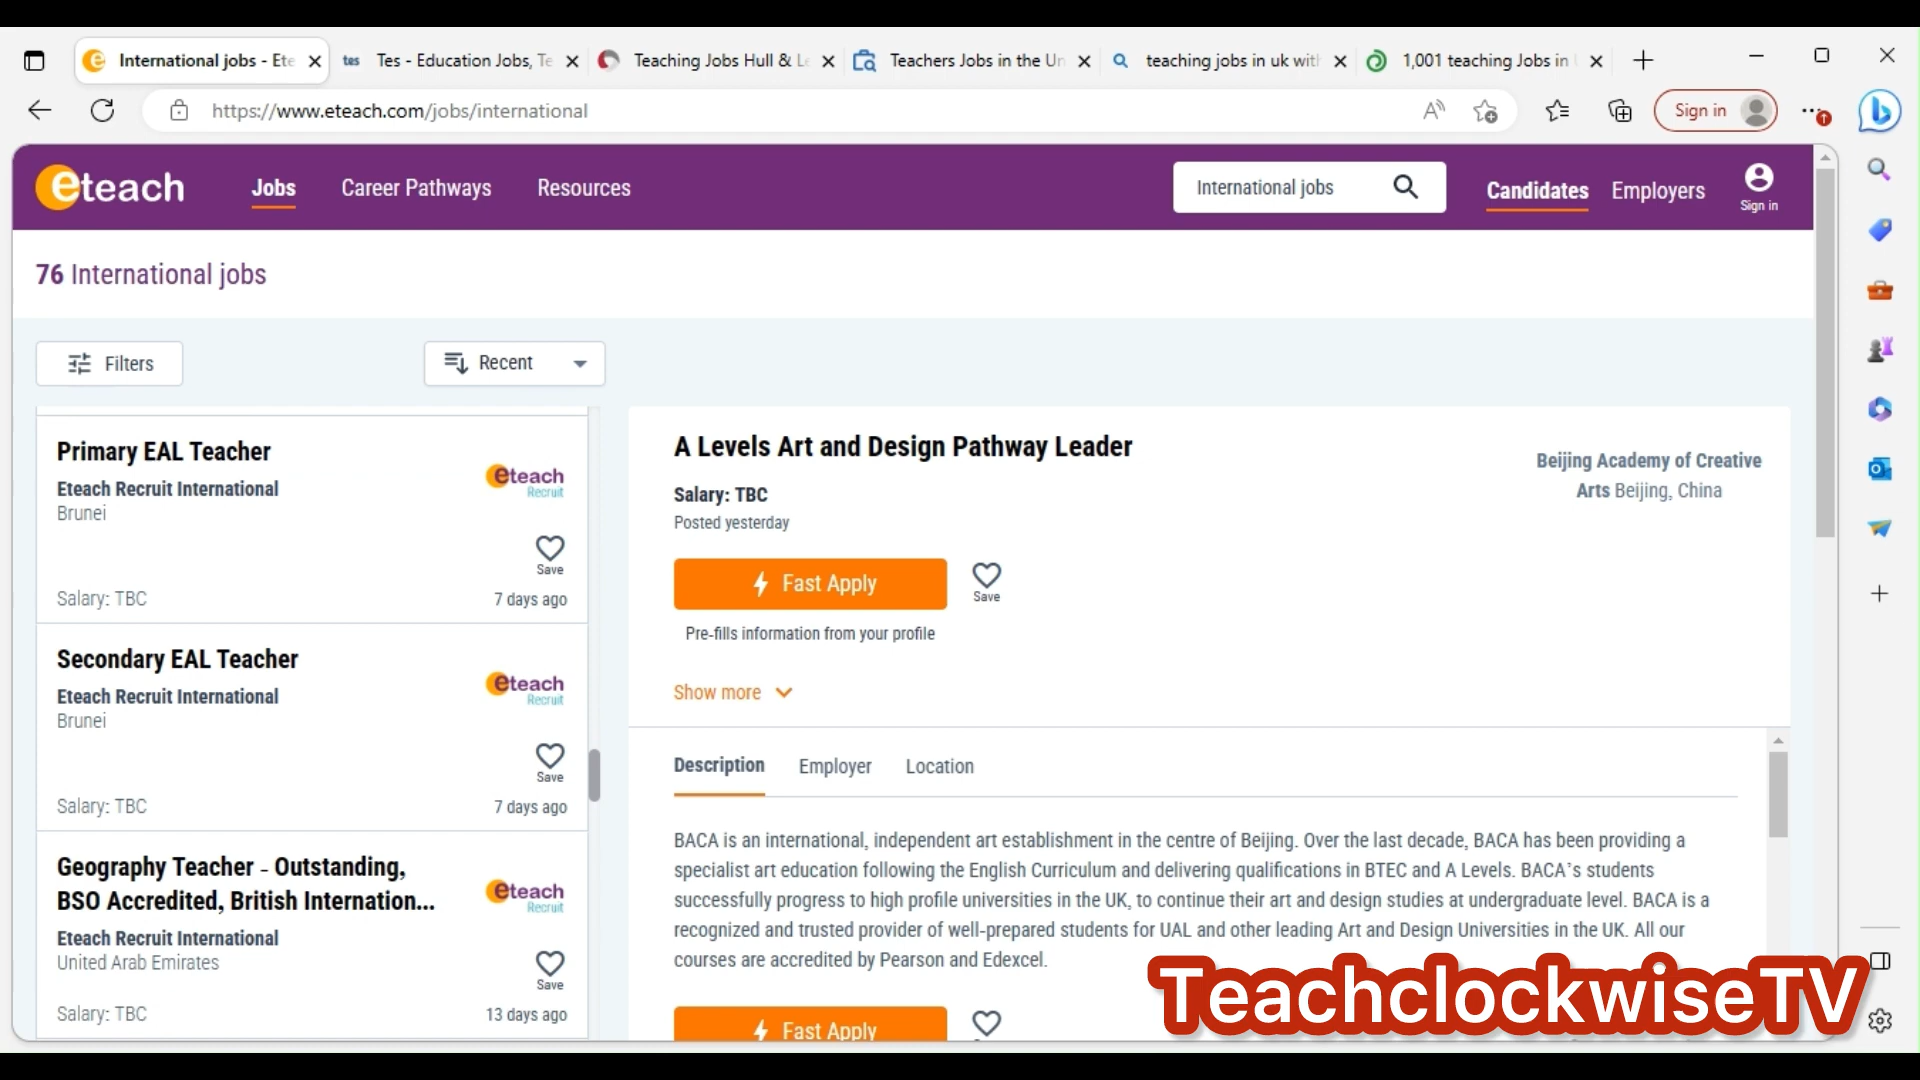 International jobs - Ete
tes Tes - Education Jobs, Te
Teaching Jobs Hull & Le
Teachers Jobs in the Un
teaching jobs in uk with
1,001 teaching Jobs in
https://www.eteach.com/jobs/international
Sign in
eteach
Jobs
Career Pathways
Resources
International jobs
Candidates
Employers
Sign in
76 International jobs
Filters
Recent
Primary EAL Teacher
Eteach Recruit International
Brunei
eteach
Recruit
Save
Salary: TBC
7 days ago
Secondary EAL Teacher
Eteach Recruit International
Brunei
eteach
Recruit
Save
Salary: TBC
7 days ago
Geography Teacher - Outstanding,
BSO Accredited, British Internation...
Eteach Recruit International
United Arab Emirates
eteach
Recruit
Save
Salary: TBC
13 days ago
A Levels Art and Design Pathway Leader
Salary: TBC
Posted yesterday
Beijing Academy of Creative
Arts Beijing, China
Fast Apply
Save
Pre-fills information from your profile
Show more
Description
Employer
Location
BACA is an international, independent art establishment in the centre of Beijing. Over the last decade, BACA has been providing a
specialist art education following the English Curriculum and delivering qualifications in BTEC and A Levels. BACA's students
successfully progress to high profile universities in the UK, to continue their art and design studies at undergraduate level. BACA is a
recognized and trusted provider of well-prepared students for UAL and other leading Art and Design Universities in the UK. All our
courses are accredited by Pearson and Edexcel.
Fast Apply
TeachclockwiseTV